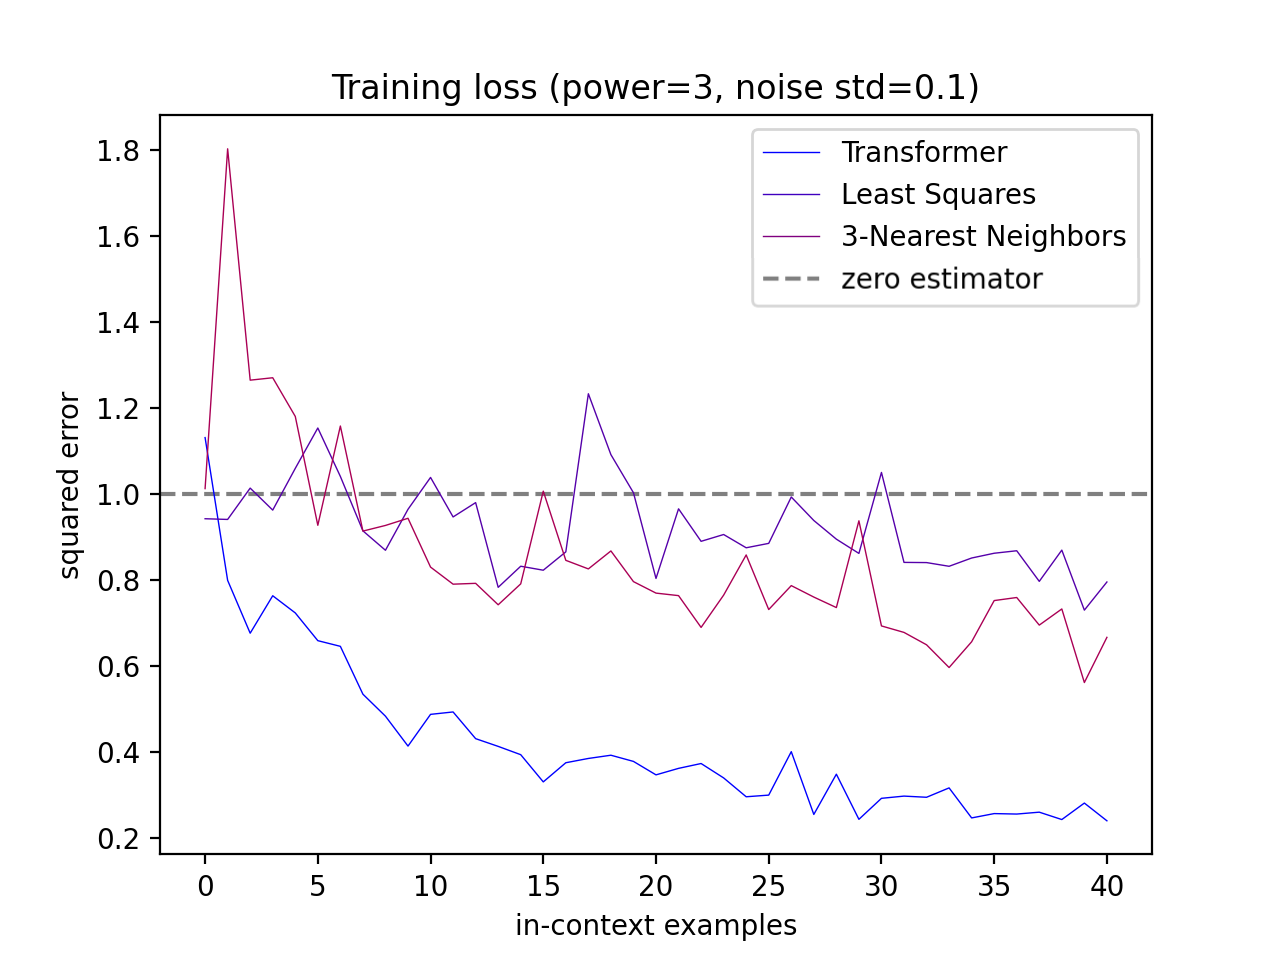 Training loss (power=3, noise std=0.1)
Transformer
Least Squares
3-Nearest Neighbors
zero estimator
squared error
1.8
1.6
1.4
1.2
1.0
0.8
0.6
0.4
0.2
0 5 10 15 20 25 30 35 40
in-context examples